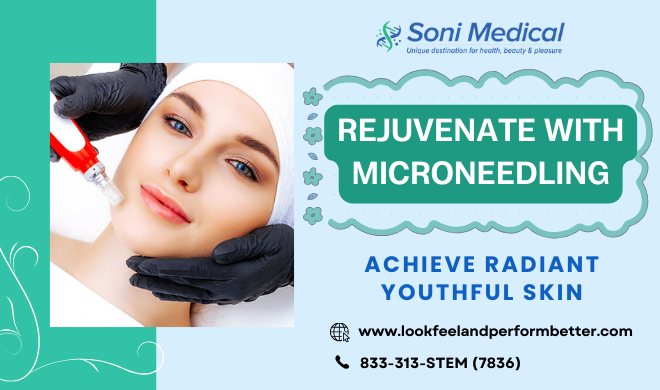 Soni Medical
Unique destination for health, beauty & pleasure
REJUVENATE WITH
MICRONEEDLING
ACHIEVE RADIANT
YOUTHFUL SKIN
www.lookfeelandperformbetter.com
833-313-STEM (7836)